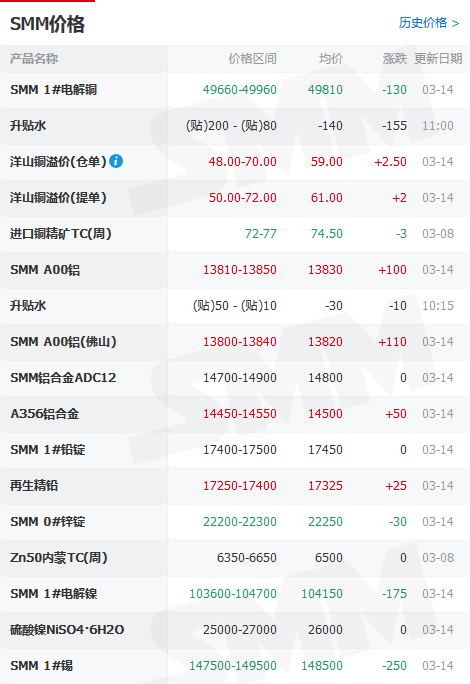 SMM价格 历史价格 >
产品名称 价格区间 均价 涨跌 更新日期
SMM 1#电解铜 49660-49960 49810 -130 03-14
升贴水 (贴)200 - (贴)80 -140 -155 11:00
洋山铜溢价(仓单) i 48.00-70.00 59.00 +2.50 03-14
洋山铜溢价(提单) 50.00-72.00 61.00 +2 03-14
进口铜精矿TC(周) 72-77 74.50 -3 03-08
SMM A00铝 13810-13850 13830 +100 03-14
升贴水 (贴)50 - (贴)10 -30 -10 10:15
SMM A00铝(佛山) 13800-13840 13820 +110 03-14
SMM铝合金ADC12 14700-14900 14800 0 03-14
A356铝合金 14450-14550 14500 +50 03-14
SMM 1#铅锭 17400-17500 17450 0 03-14
再生精铅 17250-17400 17325 +25 03-14
SMM 0#锌锭 22200-22300 22250 -30 03-14
Zn50内蒙TC(周) 6350-6650 6500 0 03-08
SMM 1#电解镍 103600-104700 104150 -175 03-14
硫酸镍NiSO4·6H2O 25000-27000 26000 0 03-14
SMM 1#锡 147500-149500 148500 -250 03-14
SMM
SMM
SMM